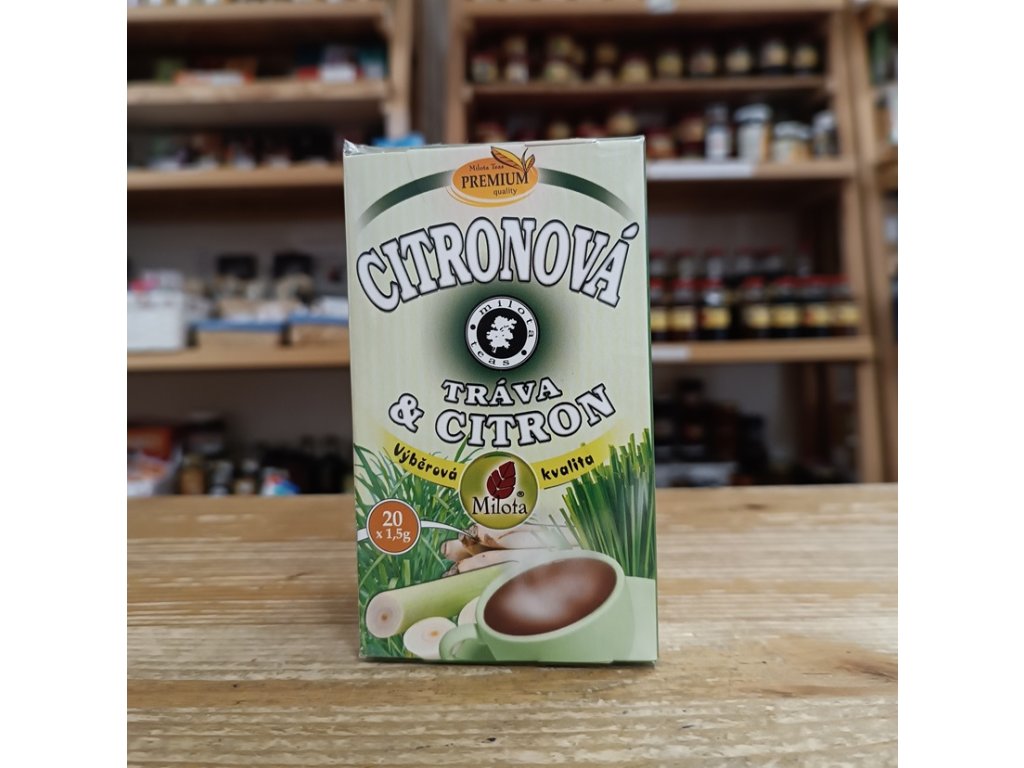 Milota Teas
PREMIUM
quality
CITRONOVÁ
milota
teas
TRÁVA
& CITRON
Výběrová kvalita
Milota®
20
x 1,5g